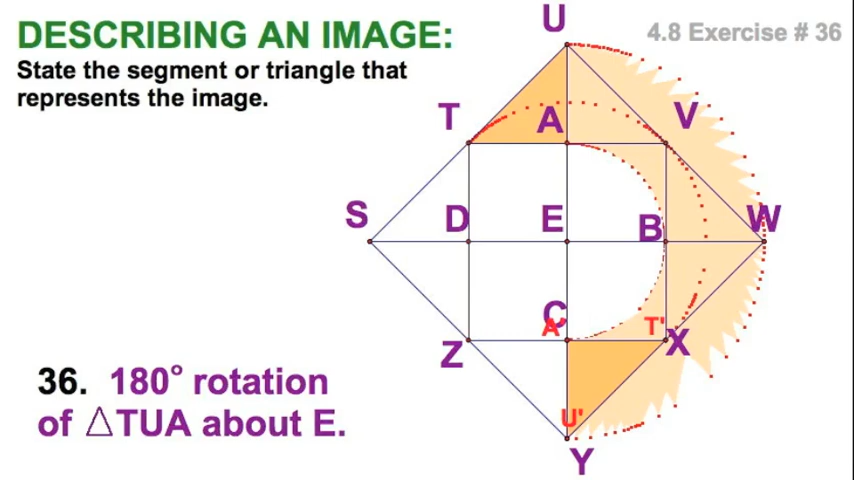 DESCRIBING AN IMAGE:
4.8 Exercise # 36
State the segment or triangle that
represents the image.
U
T
A
V
S
D
E
B
W
C
A'
T'
Z
X
36. 180° rotation
of △TUA about E.
U'
Y